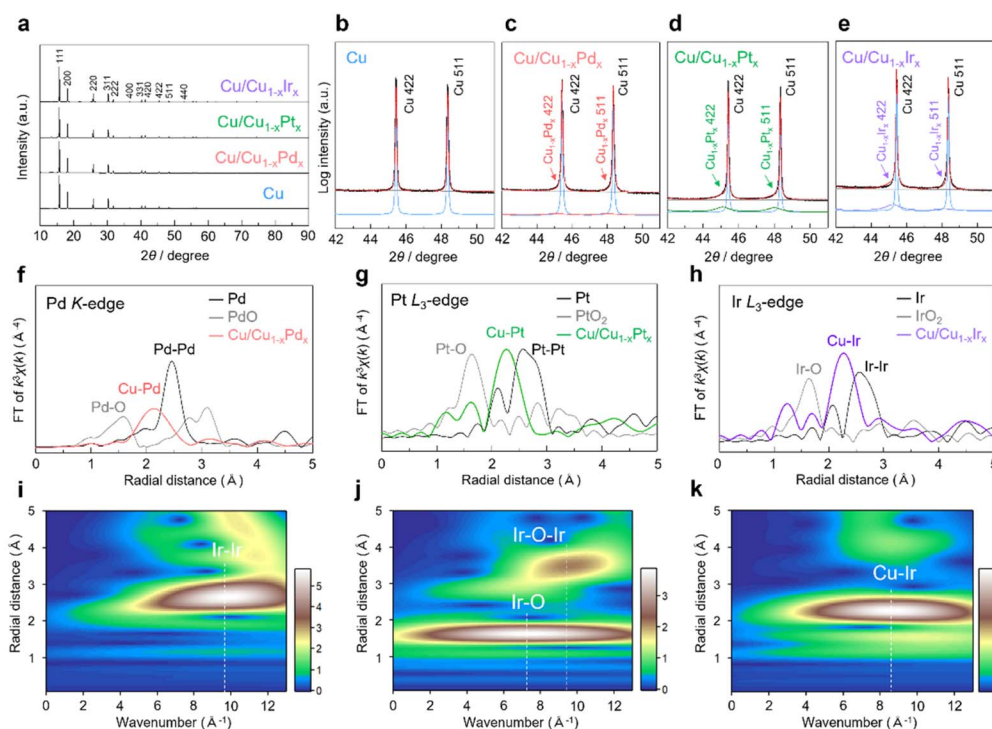 a
111
200
220
311
222
400
331
420
422
511
440
Cu/Cu1-xIrx
Cu/Cu1-xPtx
Cu/Cu1-xPdx
Cu
Intensity (a.u.)
10 20 30 40 50 60 70 80 90
2θ / degree
b
Cu
Cu 422
Cu 511
Log intensity (a.u.)
42 44 46 48 50
2θ / degree
c
Cu/Cu1-xPdx
Cu1-xPdx 422
Cu 422
Cu1-xPdx 511
Cu 511
42 44 46 48 50
2θ / degree
d
Cu/Cu1-xPtx
Cu1-xPtx 422
Cu 422
Cu1-xPtx 511
Cu 511
42 44 46 48 50
2θ / degree
e
Cu/Cu1-xIrx
Cu1-xIrx 422
Cu 422
Cu1-xIrx 511
Cu 511
42 44 46 48 50
2θ / degree
f
Pd K-edge
Pd
PdO
Cu/Cu1-xPdx
Pd-Pd
Cu-Pd
Pd-O
FT of k³χ(k) (Å⁻⁴)
0 1 2 3 4 5
Radial distance (Å)
g
Pt L3-edge
Pt
PtO2
Cu/Cu1-xPtx
Cu-Pt
Pt-O
Pt-Pt
FT of k³χ(k) (Å⁻⁴)
0 1 2 3 4 5
Radial distance (Å)
h
Ir L3-edge
Ir
IrO2
Cu/Cu1-xIrx
Cu-Ir
Ir-O
Ir-Ir
FT of k³χ(k) (Å⁻⁴)
0 1 2 3 4 5
Radial distance (Å)
i
Ir-Ir
Radial distance (Å)
5
4
3
2
1
0 2 4 6 8 10 12
Wavenumber (Å⁻¹)
5
4
3
2
1
0
j
Ir-O-Ir
Ir-O
Radial distance (Å)
5
4
3
2
1
0 2 4 6 8 10 12
Wavenumber (Å⁻¹)
3
2
1
0
k
Cu-Ir
Radial distance (Å)
5
4
3
2
1
0 2 4 6 8 10 12
Wavenumber (Å⁻¹)